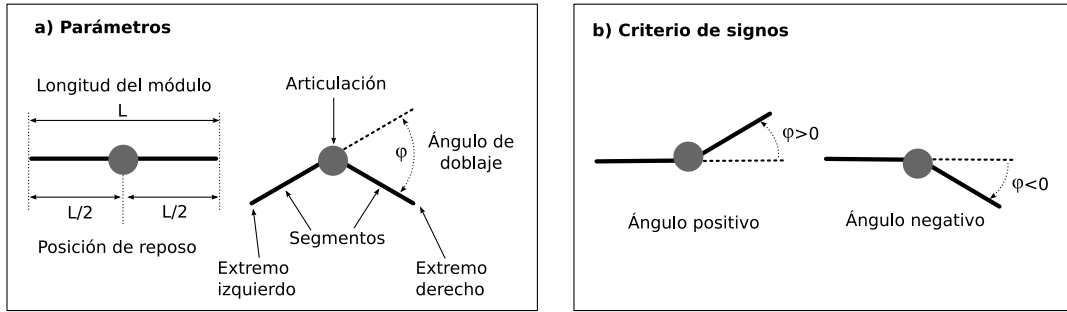 a) Parámetros
Longitud del módulo
L
L/2
L/2
Posición de reposo
Articulación
Ángulo de
doblaje
φ
Segmentos
Extremo
izquierdo
Extremo
derecho
b) Criterio de signos
φ>0
Ángulo positivo
φ<0
Ángulo negativo